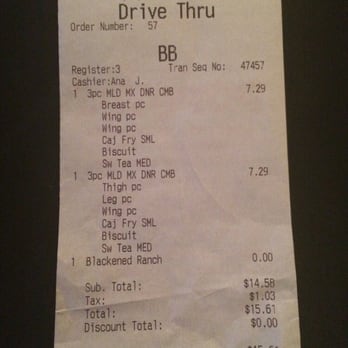 Drive Thru
Order Number: 57
BB
Register:3 Tran Seq No: 47457
Cashier:Ana J.
1 3pc MLD MX DNR CMB 7.29
Breast pc
Wing pc
Wing pc
Caj Fry SML
Biscuit
Sw Tea MED
1 3pc MLD MX DNR CMB 7.29
Thigh pc
Leg pc
Wing pc
Caj Fry SML
Biscuit
Sw Tea MED
1 Blackened Ranch 0.00
Sub. Total: $14.58
Tax: $1.03
Total: $15.61
Discount Total: $0.00